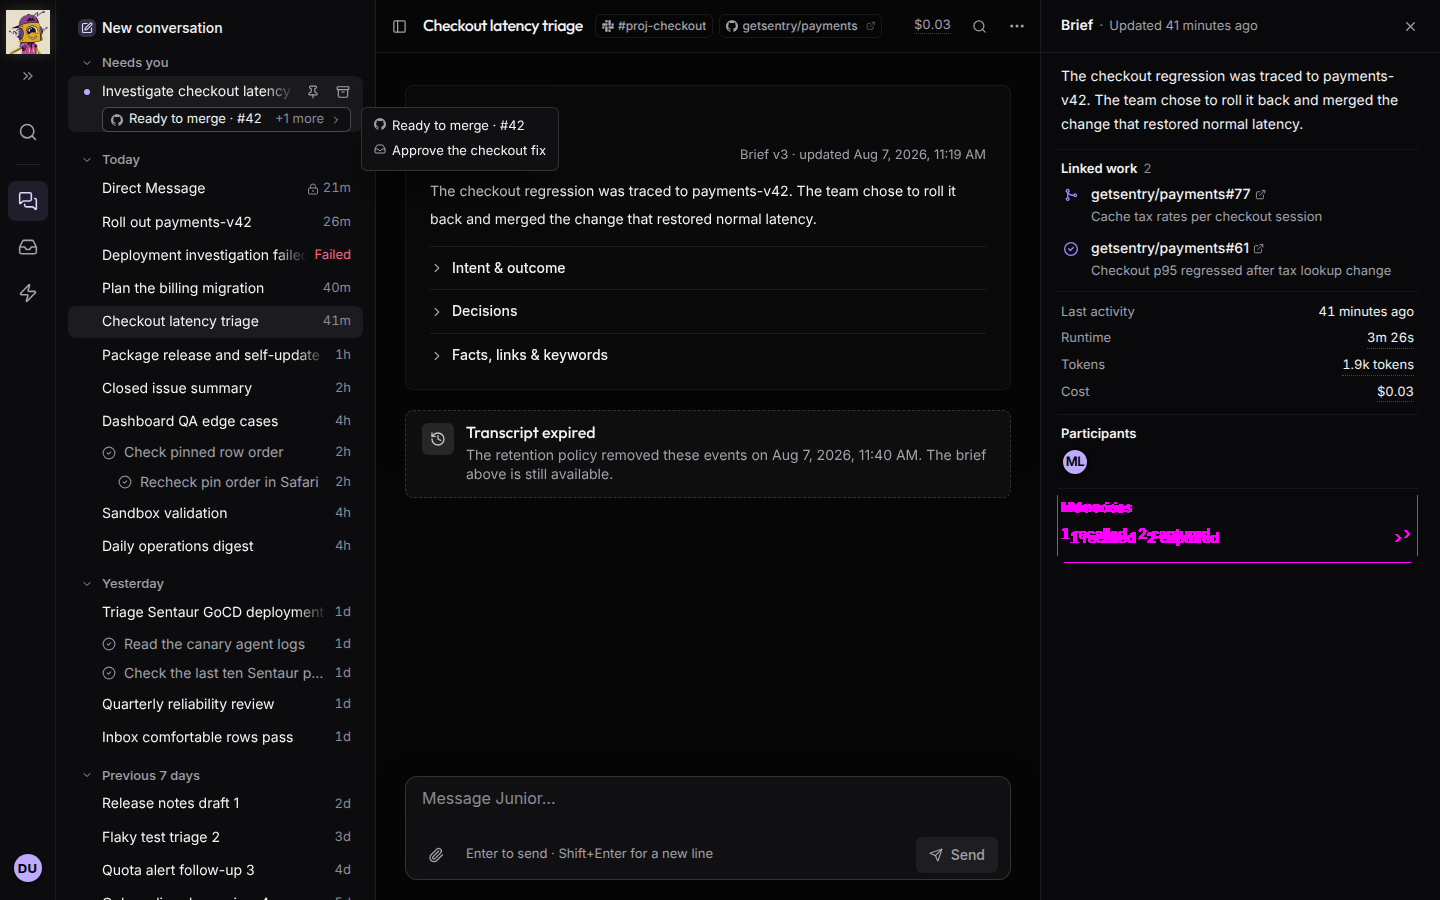 New conversation
Needs you
Investigate checkout latency
Ready to merge · #42 +1 more
Today
Direct Message 21m
Roll out payments-v42 26m
Deployment investigation failed Failed
Plan the billing migration 40m
Checkout latency triage 41m
Package release and self-update 1h
Closed issue summary 2h
Dashboard QA edge cases 4h
Check pinned row order 2h
Recheck pin order in Safari 2h
Sandbox validation 4h
Daily operations digest 4h
Yesterday
Triage Sentaur GoCD deployment 1d
Read the canary agent logs 1d
Check the last ten Sentaur p... 1d
Quarterly reliability review 1d
Inbox comfortable rows pass 1d
Previous 7 days
Release notes draft 1 2d
Flaky test triage 2 3d
Quota alert follow-up 3 4d
DU
Checkout latency triage #proj-checkout getsentry/payments $0.03
Ready to merge · #42
Approve the checkout fix
Brief v3 · updated Aug 7, 2026, 11:19 AM
The checkout regression was traced to payments-v42. The team chose to roll it
back and merged the change that restored normal latency.
Intent & outcome
Decisions
Facts, links & keywords
Transcript expired
The retention policy removed these events on Aug 7, 2026, 11:40 AM. The brief
above is still available.
Message Junior...
Enter to send · Shift+Enter for a new line
Send
Brief · Updated 41 minutes ago
The checkout regression was traced to payments-
v42. The team chose to roll it back and merged the
change that restored normal latency.
Linked work 2
getsentry/payments#77
Cache tax rates per checkout session
getsentry/payments#61
Checkout p95 regressed after tax lookup change
Last activity 41 minutes ago
Runtime 3m 26s
Tokens 1.9k tokens
Cost $0.03
Participants
ML
1 recalled 2 captured